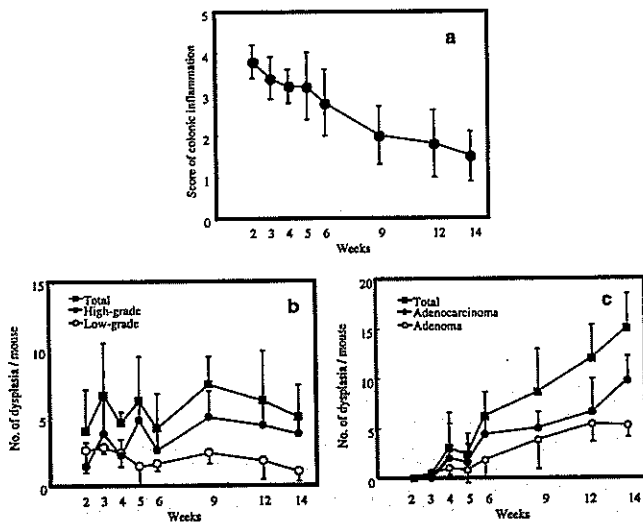 a
Score of colonic inflammation
5
4
3
2
1
0
2 3 4 5 6 9 12 14
Weeks
b
No. of dysplasia / mouse
15
10
5
0
Total
High-grade
Low-grade
2 3 4 5 6 9 12 14
Weeks
c
No. of dysplasia / mouse
20
15
10
5
0
Total
Adenocarcinoma
Adenoma
2 3 4 5 6 9 12 14
Weeks